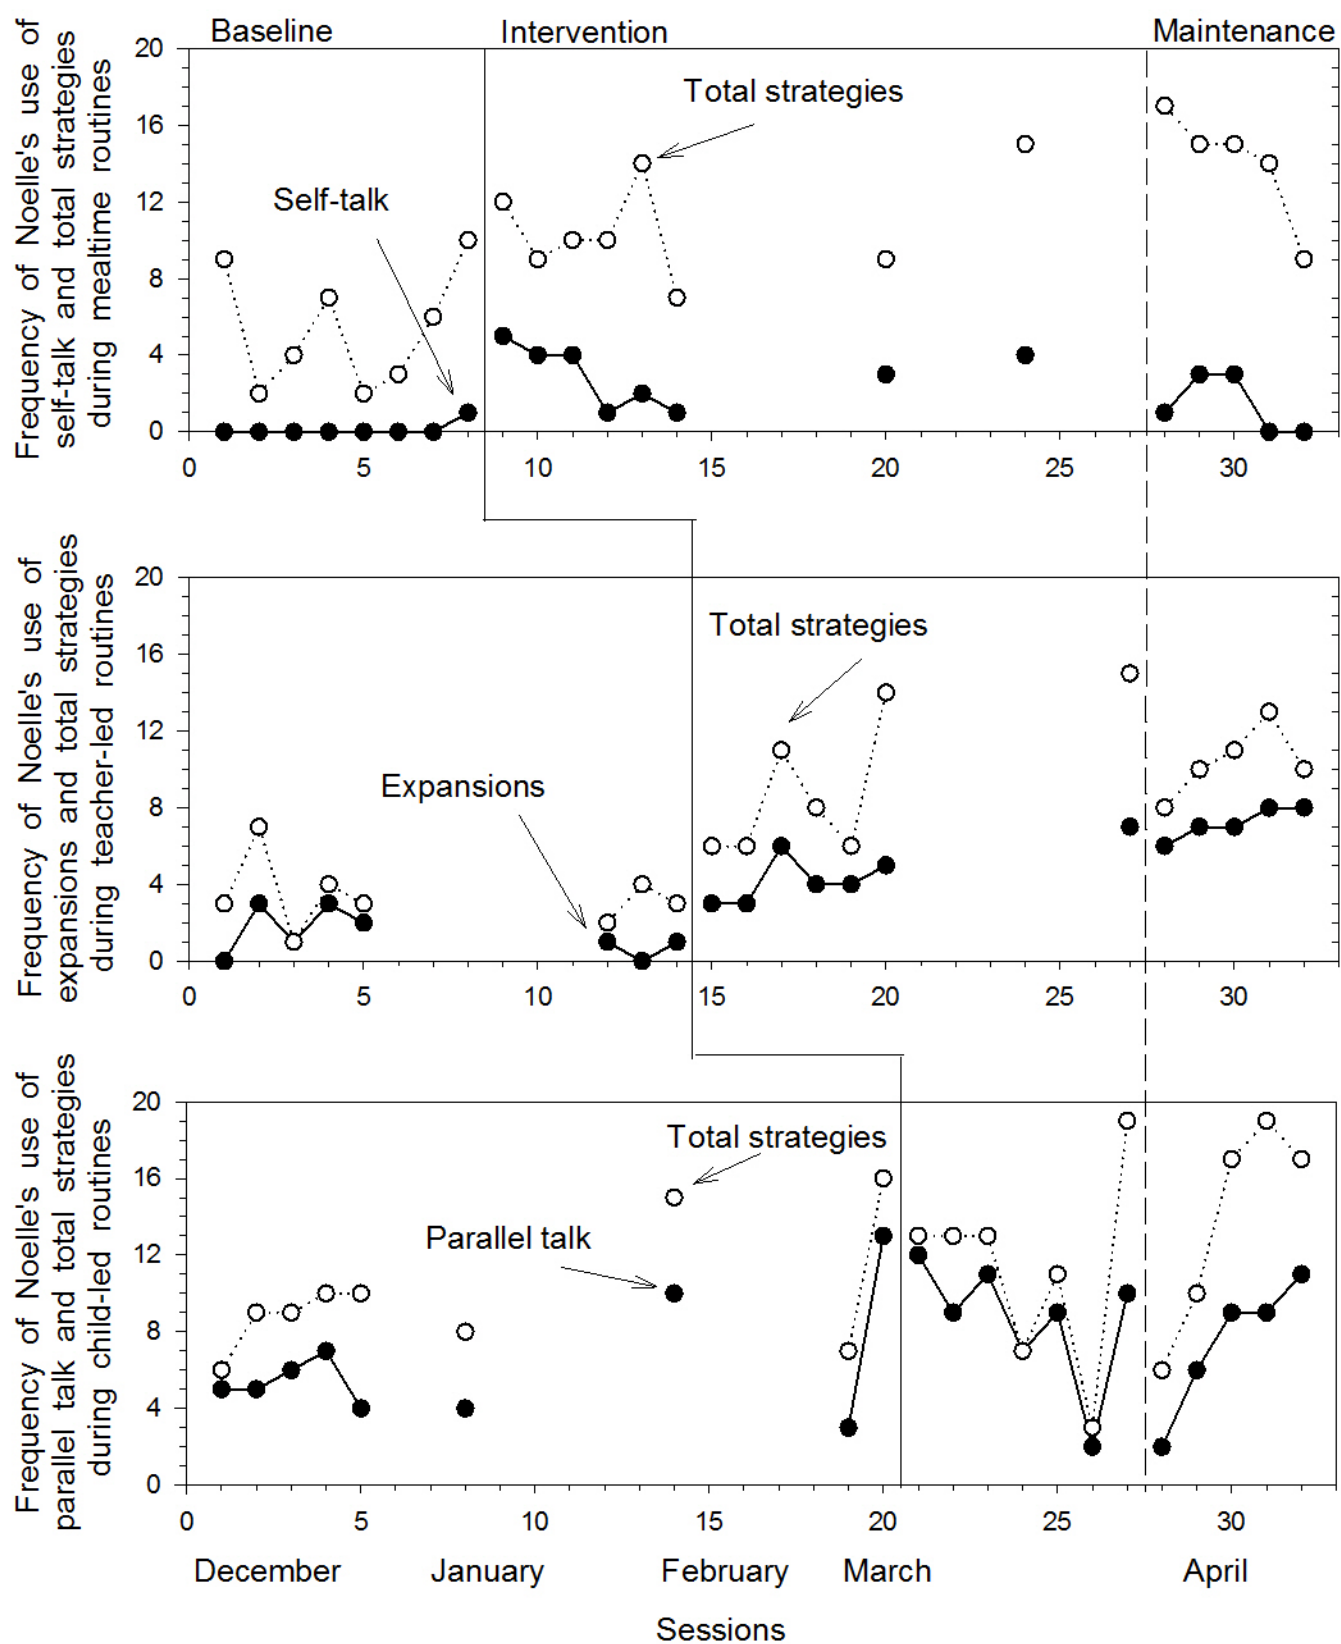 Baseline
Intervention
Maintenance
Frequency of Noelle's use of
self-talk and total strategies
during mealtime routines
20
16
12
8
4
0
Total strategies
Self-talk
0 5 10 15 20 25 30
Frequency of Noelle's use of
expansions and total strategies
during teacher-led routines
20
16
12
8
4
0
Total strategies
Expansions
0 5 10 15 20 25 30
Frequency of Noelle's use of
parallel talk and total strategies
during child-led routines
20
16
12
8
4
0
Total strategies
Parallel talk
0 5 10 15 20 25 30
December January February March April
Sessions